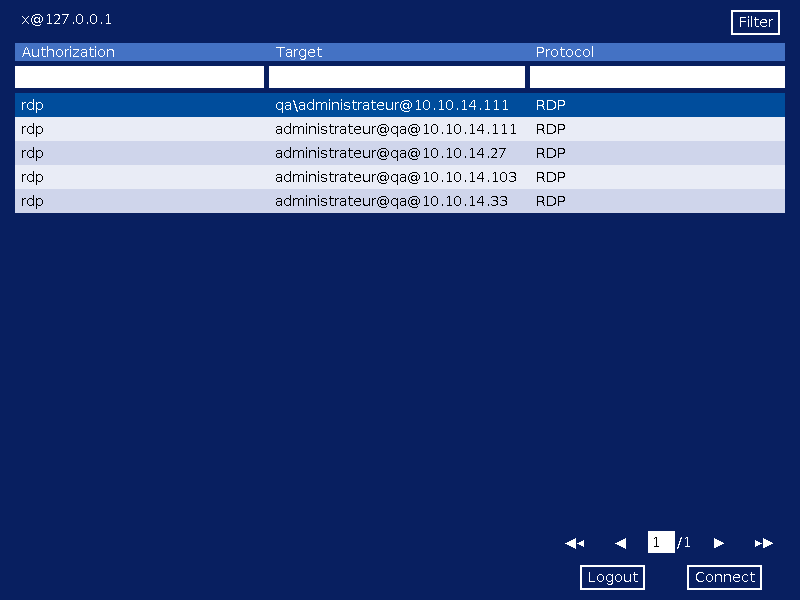 x@127.0.0.1
Filter
Authorization Target Protocol
rdp qa\administrateur@10.10.14.111 RDP
rdp administrateur@qa@10.10.14.111 RDP
rdp administrateur@qa@10.10.14.27 RDP
rdp administrateur@qa@10.10.14.103 RDP
rdp administrateur@qa@10.10.14.33 RDP
1 /1
Logout Connect